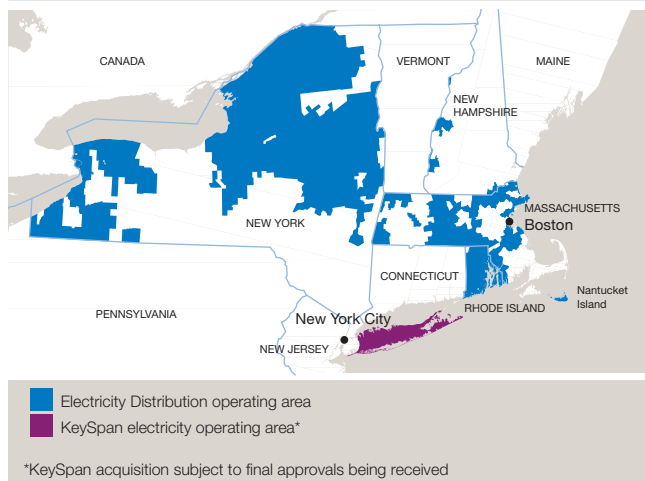 CANADA
VERMONT
MAINE
NEW
HAMPSHIRE
MASSACHUSETTS
Boston
NEW YORK
CONNECTICUT
Nantucket
Island
RHODE ISLAND
PENNSYLVANIA
New York City
NEW JERSEY
Electricity Distribution operating area
KeySpan electricity operating area*
*KeySpan acquisition subject to final approvals being received